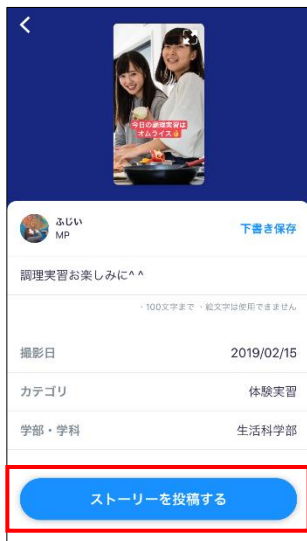 今日の調理実習は
オムライス👌
ふじい
MP
下書き保存
調理実習お楽しみに^ ^
・100文字まで ・絵文字は使用できません
撮影日 2019/02/15
カテゴリ 体験実習
学部・学科 生活科学部
ストーリーを投稿する